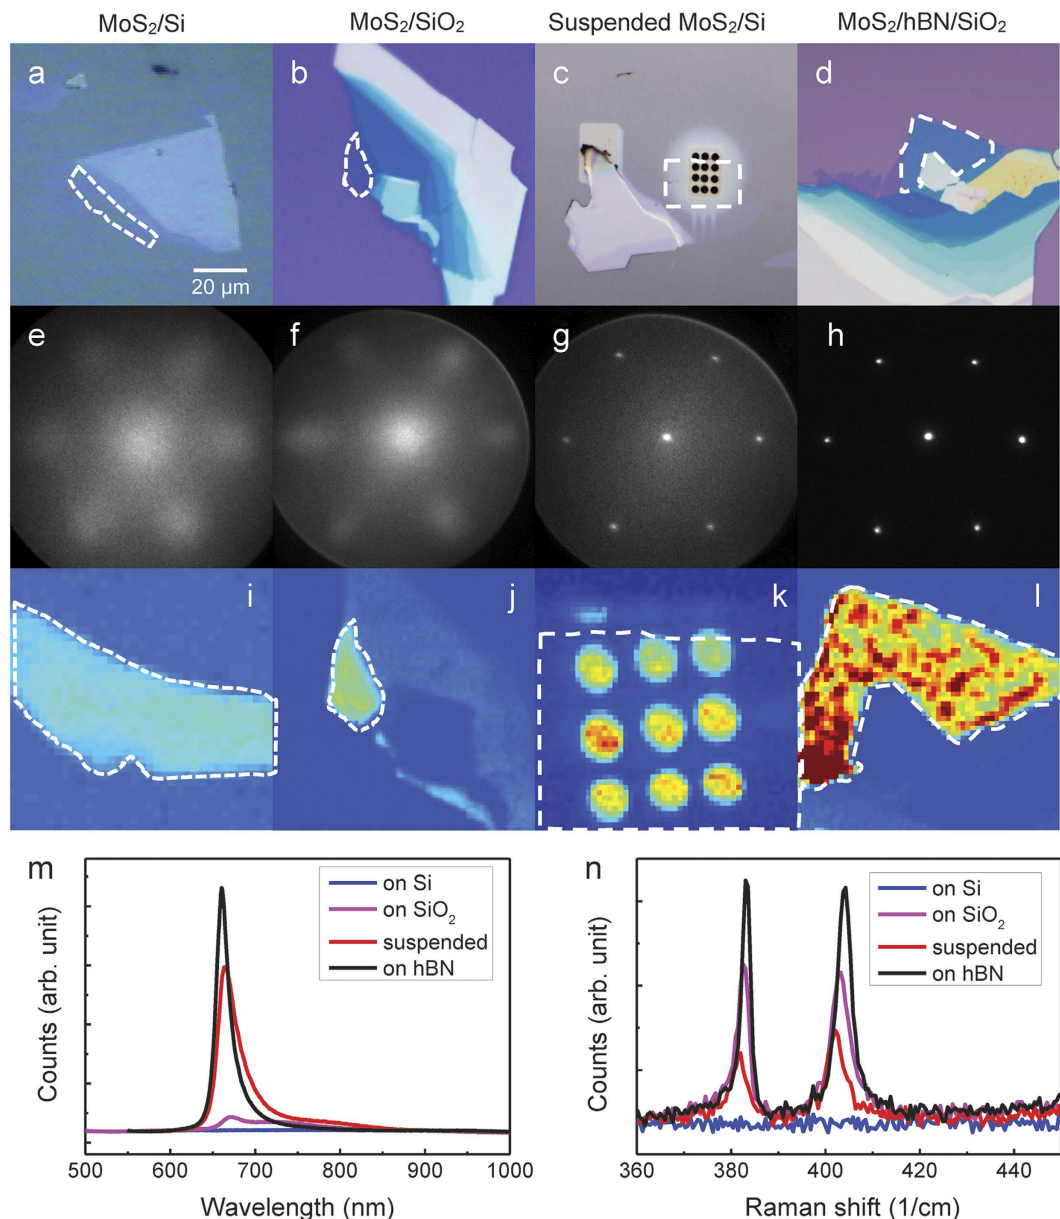 MoS₂/Si
MoS₂/SiO₂
Suspended MoS₂/Si
MoS₂/hBN/SiO₂
a
b
c
d
20 µm
e
f
g
h
i
j
k
l
m
on Si
on SiO₂
suspended
on hBN
Counts (arb. unit)
500 600 700 800 900 1000
Wavelength (nm)
n
on Si
on SiO₂
suspended
on hBN
Counts (arb. unit)
360 380 400 420 440
Raman shift (1/cm)